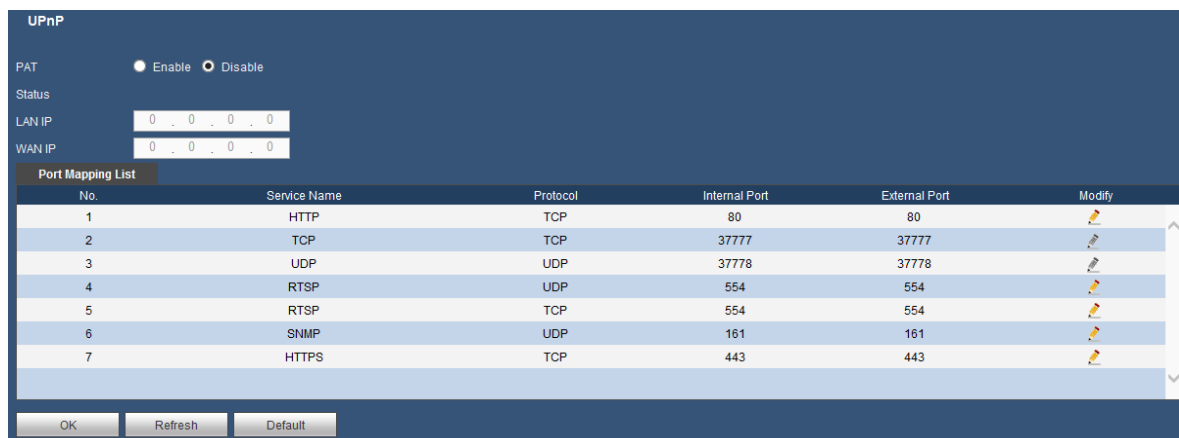 UPnP
PAT Enable Disable
Status
LAN IP 0 . 0 . 0 . 0
WAN IP 0 . 0 . 0 . 0
Port Mapping List
No. Service Name Protocol Internal Port External Port Modify
1 HTTP TCP 80 80
2 TCP TCP 37777 37777
3 UDP UDP 37778 37778
4 RTSP UDP 554 554
5 RTSP TCP 554 554
6 SNMP UDP 161 161
7 HTTPS TCP 443 443
OK Refresh Default